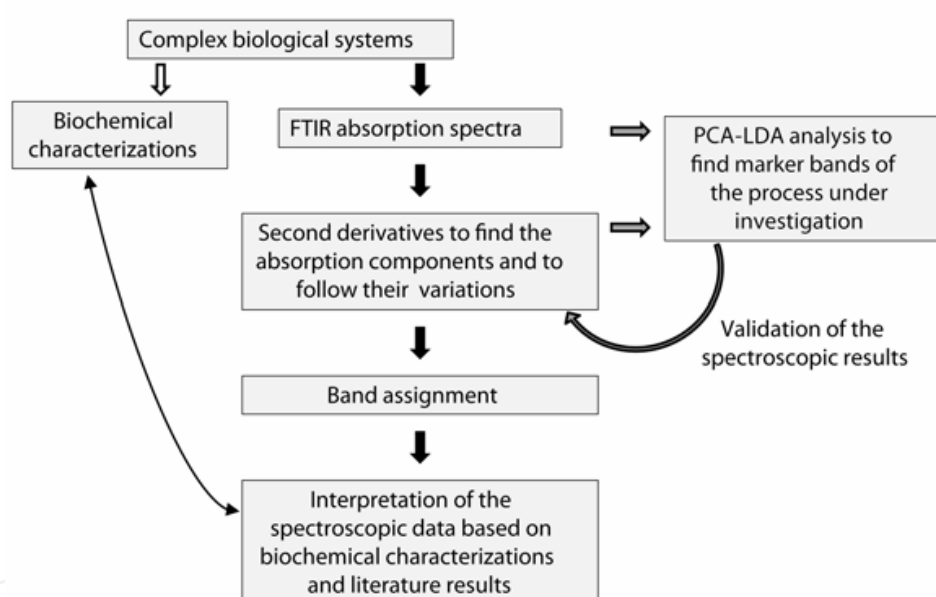 Complex biological systems
Biochemical
characterizations
FTIR absorption spectra
PCA-LDA analysis to
find marker bands of
the process under
investigation
Second derivatives to find the
absorption components and to
follow their variations
Validation of the
spectroscopic results
Band assignment
Interpretation of the
spectroscopic data based on
biochemical characterizations
and literature results